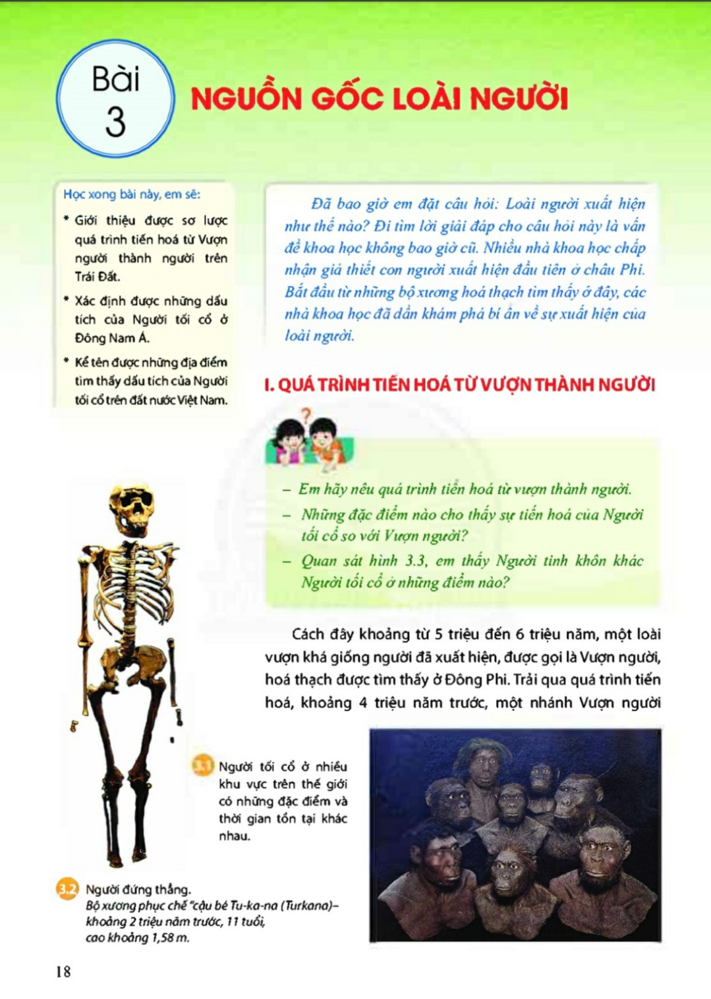 Bài
3
NGUỒN GỐC LOÀI NGƯỜI
Học xong bài này, em sẽ:
* Giới thiệu được sơ lược
quá trình tiến hoá từ Vượn
người thành người trên
Trái Đất.
* Xác định được những dấu
tích của Người tối cổ ở
Đông Nam Á.
* Kể tên được những địa điểm
tìm thấy dấu tích của Người
tối cổ trên đất nước Việt Nam.
Đã bao giờ em đặt câu hỏi: Loài người xuất hiện
như thế nào? Đi tìm lời giải đáp cho câu hỏi này là vấn
đề khoa học không bao giờ cũ. Nhiều nhà khoa học chấp
nhận giả thiết con người xuất hiện đầu tiên ở châu Phi.
Bắt đầu từ những bộ xương hoá thạch tìm thấy ở đây, các
nhà khoa học đã dần khám phá bí ẩn về sự xuất hiện của
loài người.
I. QUÁ TRÌNH TIẾN HOÁ TỪ VƯỢN THÀNH NGƯỜI
?
– Em hãy nêu quá trình tiến hoá từ vượn thành người.
– Những đặc điểm nào cho thấy sự tiến hoá của Người
tối cổ so với Vượn người?
– Quan sát hình 3.3, em thấy Người tinh khôn khác
Người tối cổ ở những điểm nào?
Cách đây khoảng từ 5 triệu đến 6 triệu năm, một loài
vượn khá giống người đã xuất hiện, được gọi là Vượn người,
hoá thạch được tìm thấy ở Đông Phi. Trải qua quá trình tiến
hoá, khoảng 4 triệu năm trước, một nhánh Vượn người
3.1 Người tối cổ ở nhiều
khu vực trên thế giới
có những đặc điểm và
thời gian tồn tại khác
nhau.
3.2 Người đứng thẳng.
Bộ xương phục chế "cậu bé Tu-ka-na (Turkana)–
khoảng 2 triệu năm trước, 11 tuổi,
cao khoảng 1,58 m.
18